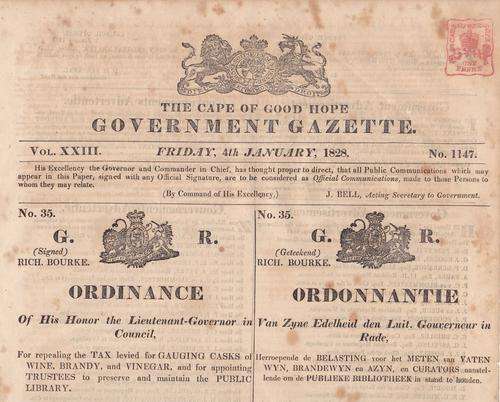 THE CAPE OF GOOD HOPE
GOVERNMENT GAZETTE.
VOL. XXIII. FRIDAY, 4th JANUARY, 1828. No. 1147.
His Excellency the Governor and Commander in Chief, has thought proper to direct, that all Public Communications which may
appear in this Paper, signed with any Official Signature, are to be considered as Official Communications, made to those Persons to
whom they may relate.
(By Command of His Excellency,) J. BELL, Acting Secretary to Government.
No. 35.
G. R.
(Signed)
RICH. BOURKE.
ORDINANCE
Of His Honor the Lieutenant-Governor in
Council,
For repealing the TAX levied for GAUGING CASKS of
WINE, BRANDY, and VINEGAR, and for appointing
TRUSTEES to preserve and maintain the PUBLIC
LIBRARY.
No. 35.
G. R.
(Geteekend)
RICH. BOURKE.
ORDONNANTIE
Van Zyne Edelheid den Luit. Gouverneur in
Rade,
Herroepende de BELASTING voor het METEN van VATEN
WYN, BRANDEWYN en AZYN, en CURATORS aanstel-
lende om de PUBLIEKE BIBLIOTHEEK in stand te houden.